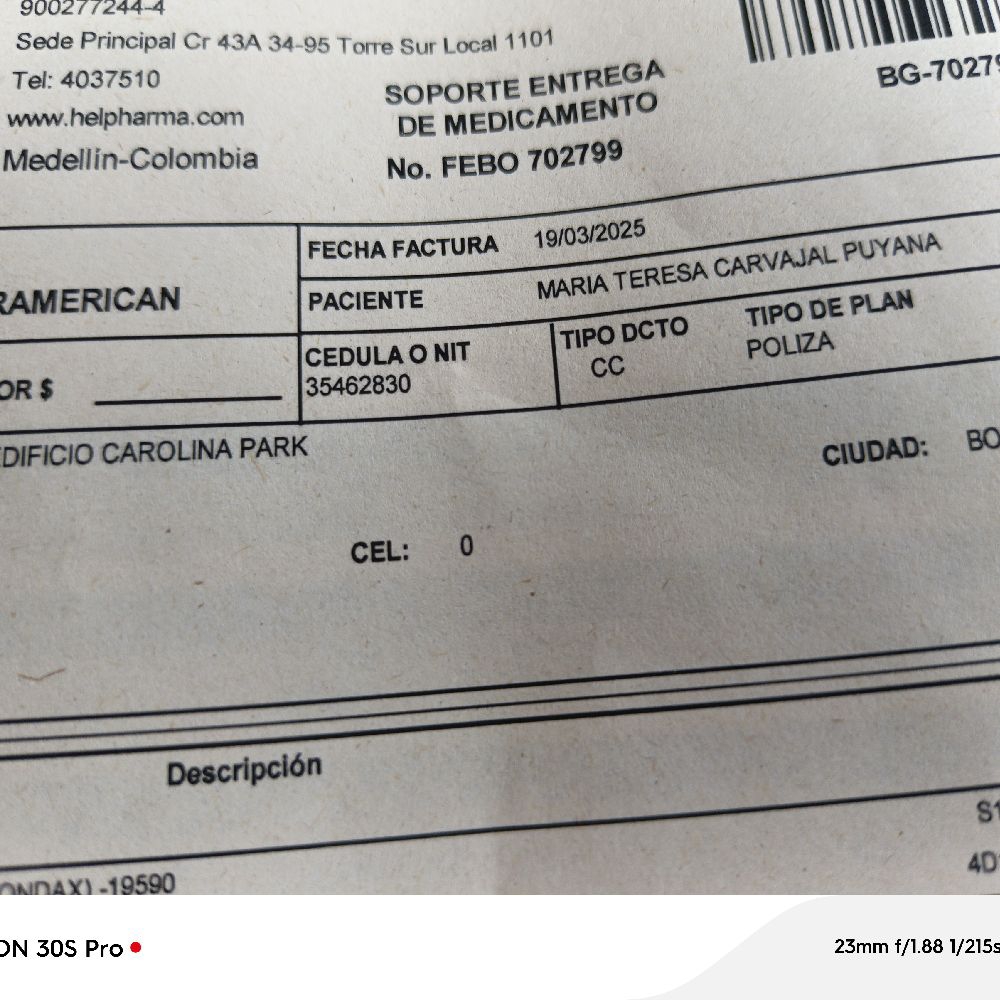 900277244-4
Sede Principal Cr 43A 34-95 Torre Sur Local 1101
Tel: 4037510
www.helpharma.com
Medellín-Colombia
SOPORTE ENTREGA
DE MEDICAMENTO
No. FEBO 702799
BG-70279
FECHA FACTURA 19/03/2025
RAMERICAN
PACIENTE MARIA TERESA CARVAJAL PUYANA
OR $
CEDULA O NIT
35462830
TIPO DCTO
CC
TIPO DE PLAN
POLIZA
DIFICIO CAROLINA PARK
CIUDAD: BO
CEL: 0
Descripción
S1
4D
ONDAX) -19590
ON 30S Pro
23mm f/1.88 1/215s